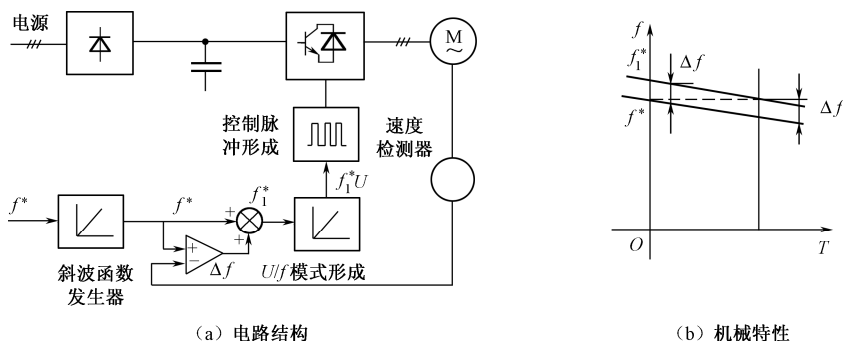 电源
M
~
控制脉
冲形成
速度
检测器
f*
f*
f₁*
f₁*U
+
+
+
−
Δf
斜波函数
发生器
U/f模式形成
(a) 电路结构
f
f₁*
Δf
f*
Δf
O
T
(b) 机械特性